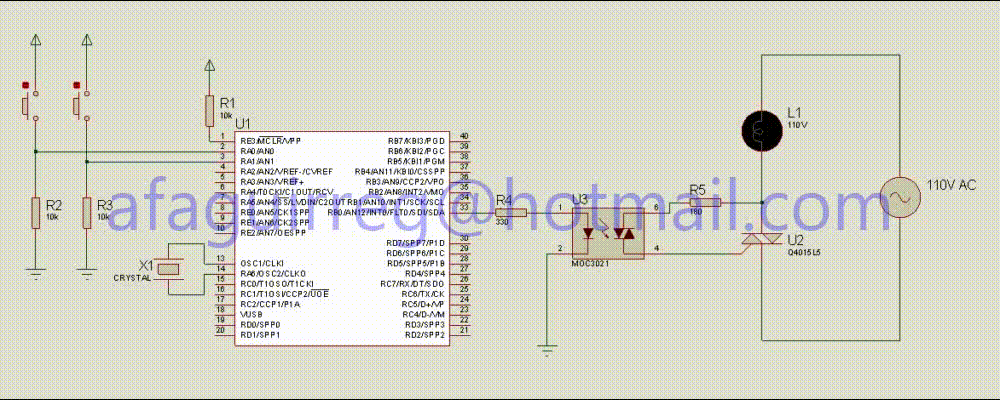 R1
10k
U1
L1
110V
1 RE3/MCLR/VPP
2 RA0/AN0
3 RA1/AN1
4 RA2/AN2/VREF-/CVREF
5 RA3/AN3/VREF+
6 RA4/T0CKI/C1OUT/RCV
7 RA5/AN4/SS/LVDIN/C2OUT
8 RE0/AN5/CK1SPP
9 RE1/AN6/CK2SPP
10 RE2/AN7/OESPP
13 OSC1/CLKI
14 RA6/OSC2/CLKO
15 RC0/T1OSO/T1CKI
16 RC1/T1OSI/CCP2/UOE
17 RC2/CCP1/P1A
18 VUSB
19 RD0/SPP0
20 RD1/SPP1
RB7/KBI3/PGD 40
RB6/KBI2/PGC 39
RB5/KBI1/PGM 38
RB4/AN11/KBI0/CSSPP 37
RB3/AN9/CCP2/VPO 36
RB2/AN8/INT2/VMO 35
RB1/AN10/INT1/SCK/SCL 34
RB0/AN12/INT0/FLT0/SDI/SDA 33
RD7/SPP7/P1D 30
RD6/SPP6/P1C 29
RD5/SPP5/P1B 28
RD4/SPP4 27
RC7/RX/DT/SDO 26
RC6/TX/CK 25
RC5/D+/VP 24
RC4/D-/VM 23
RD3/SPP3 22
RD2/SPP2 21
afaguirreg@hotmail.com
R2
10k
R3
10k
X1
CRYSTAL
R4
330
U3
1
2
6
4
MOC3021
R5
180
U2
Q4015L5
110V AC